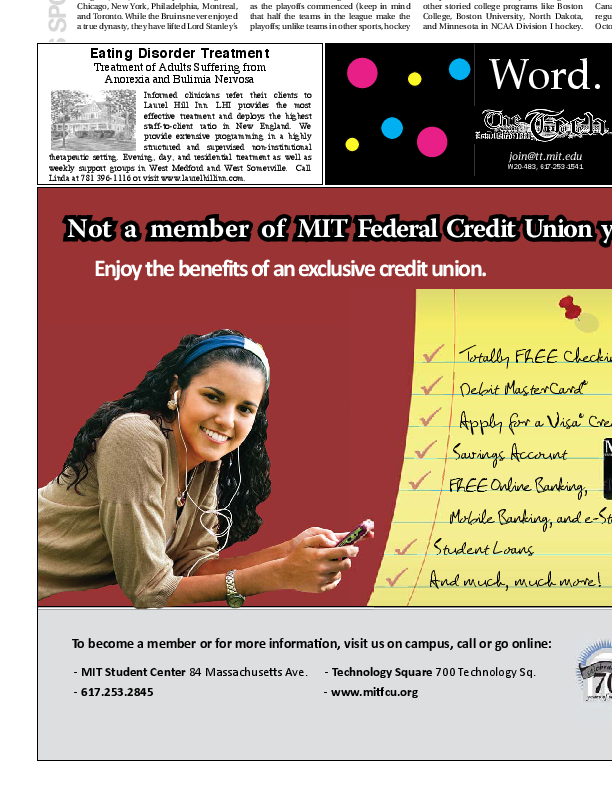 Chicago, New York, Philadelphia, Montreal,
and Toronto. While the Bruins never enjoyed
a true dynasty, they have lifted Lord Stanley's
as the playoffs commenced (keep in mind
that half the teams in the league make the
playoffs; unlike teams in other sports, hockey
other storied college programs like Boston
College, Boston University, North Dakota,
and Minnesota in NCAA Division I hockey.
Cana
regu
Octo
S SPO
Eating Disorder Treatment
Treatment of Adults Suffering from
Anorexia and Bulimia Nervosa
Informed clinicians refer their clients to
Laurel Hill Inn. LHI provides the most
effective treatment and deploys the highest
staff-to-client ratio in New England. We
provide extensive programming in a highly
structured and supervised non-institutional
therapeutic setting. Evening, day, and residential treatment as well as
weekly support groups in West Medford and West Somerville. Call
Linda at 781 396-1116 or visit www.laurelhillinn.com.
Word.
The Tech
Established 1881
join@tt.mit.edu
W20-483, 617-253-1541
Not a member of MIT Federal Credit Union y
Enjoy the benefits of an exclusive credit union.
Totally FREE Checki
Debit MasterCard®
Apply for a Visa® Cre
Savings Account
FREE Online Banking,
Mobile Banking, and e-St
Student Loans
And much, much more!
To become a member or for more information, visit us on campus, call or go online:
- MIT Student Center 84 Massachusetts Ave.
- Technology Square 700 Technology Sq.
- 617.253.2845
- www.mitfcu.org
70